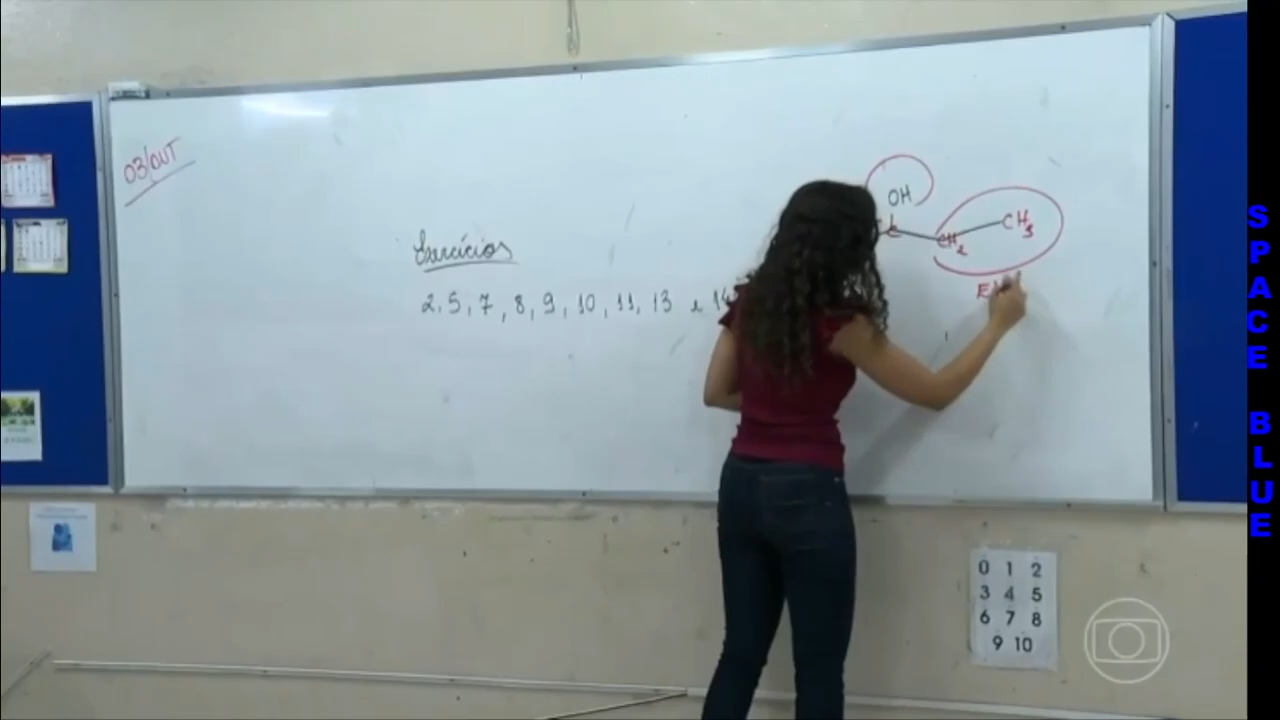 03/OUT
OH
CH₂ CH₃
Exercícios
2, 5, 7, 8, 9, 10, 11, 13 e 14
0 1 2
3 4 5
6 7 8
9 10
SPACE BLUE